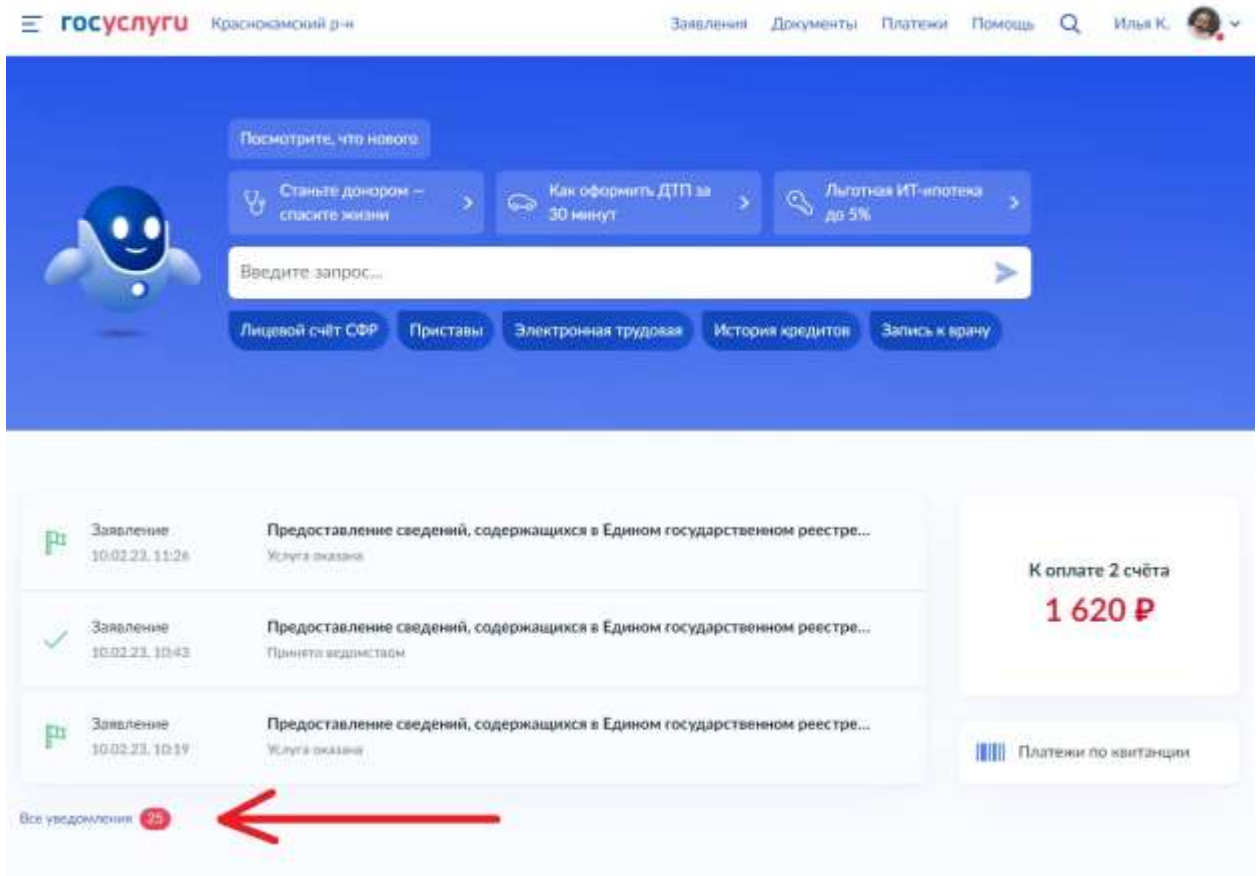 госуслуги
Краснокамский р-н
Заявления
Документы
Платежи
Помощь
Илья К.
Посмотрите, что нового
Станьте донором —
спасите жизни
Как оформить ДТП за
30 минут
Льготная ИТ-ипотека
до 5%
Введите запрос...
Лицевой счёт СФР
Приставы
Электронная трудовая
История кредитов
Запись к врачу
Заявление
10.02.23, 11:26
Предоставление сведений, содержащихся в Едином государственном реестре...
Услуга оказана
Заявление
10.02.23, 10:43
Предоставление сведений, содержащихся в Едином государственном реестре...
Принято ведомством
Заявление
10.02.23, 10:19
Предоставление сведений, содержащихся в Едином государственном реестре...
Услуга оказана
К оплате 2 счёта
1 620 ₽
Платежи по квитанции
Все уведомления 25